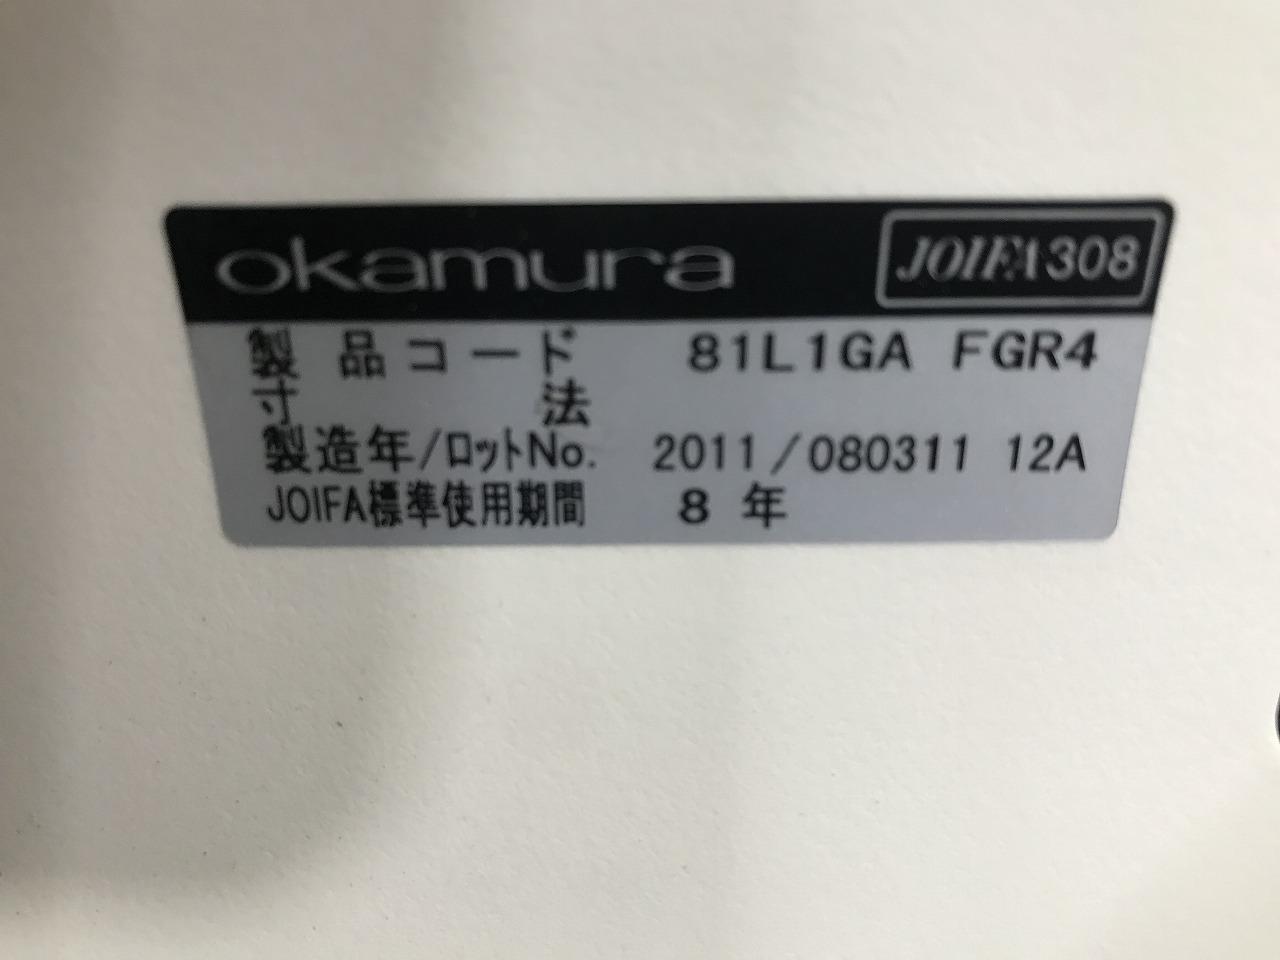 okamura JOIFA308
製品コード 81L1GA FGR4
寸法
製造年/ロットNo. 2011/080311 12A
JOIFA標準使用期間 8年